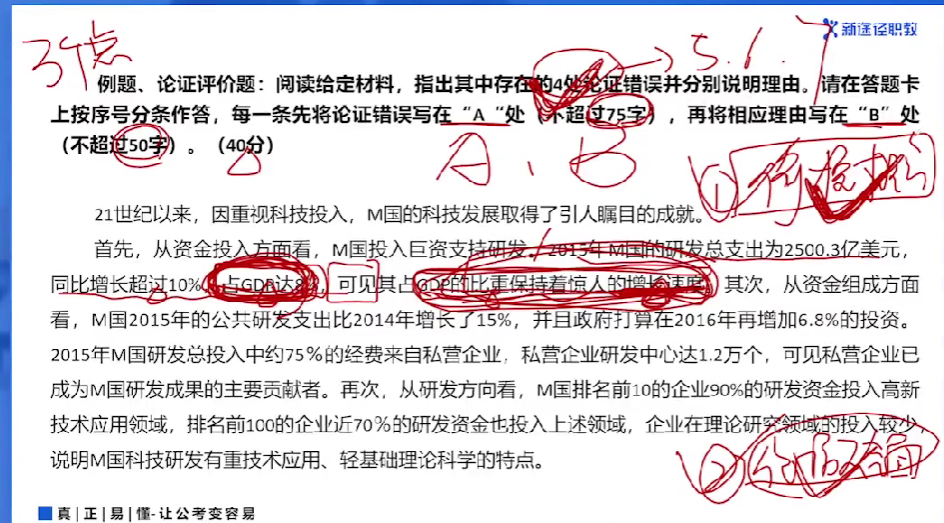 新途径职教
3个点
5.6.7
例题、论证评价题：阅读给定材料，指出其中存在的4处论证错误并分别说明理由。请在答题卡
上按序号分条作答，每一条先将论证错误写在“A ”处（不超过75字），再将相应理由写在“B”处
（不超过50字）。（40分）
A、B
①
21世纪以来，因重视科技投入，M国的科技发展取得了引人瞩目的成就。
首先，从资金投入方面看，M国投入巨资支持研发。2015年M国的研发总支出为2500.3亿美元，
同比增长超过10%，占GDP达8%，可见其占GDP的比重保持着惊人的增长速度。其次，从资金组成方面
看，M国2015年的公共研发支出比2014年增长了15%，并且政府打算在2016年再增加6.8%的投资。
2015年M国研发总投入中约75%的经费来自私营企业，私营企业研发中心达1.2万个，可见私营企业已
成为M国研发成果的主要贡献者。再次，从研发方向看，M国排名前10的企业90%的研发资金投入高新
技术应用领域，排名前100的企业近70%的研发资金也投入上述领域，企业在理论研究领域的投入较少
说明M国科技研发有重技术应用、轻基础理论科学的特点。
②
真|正|易|懂-让公考变容易